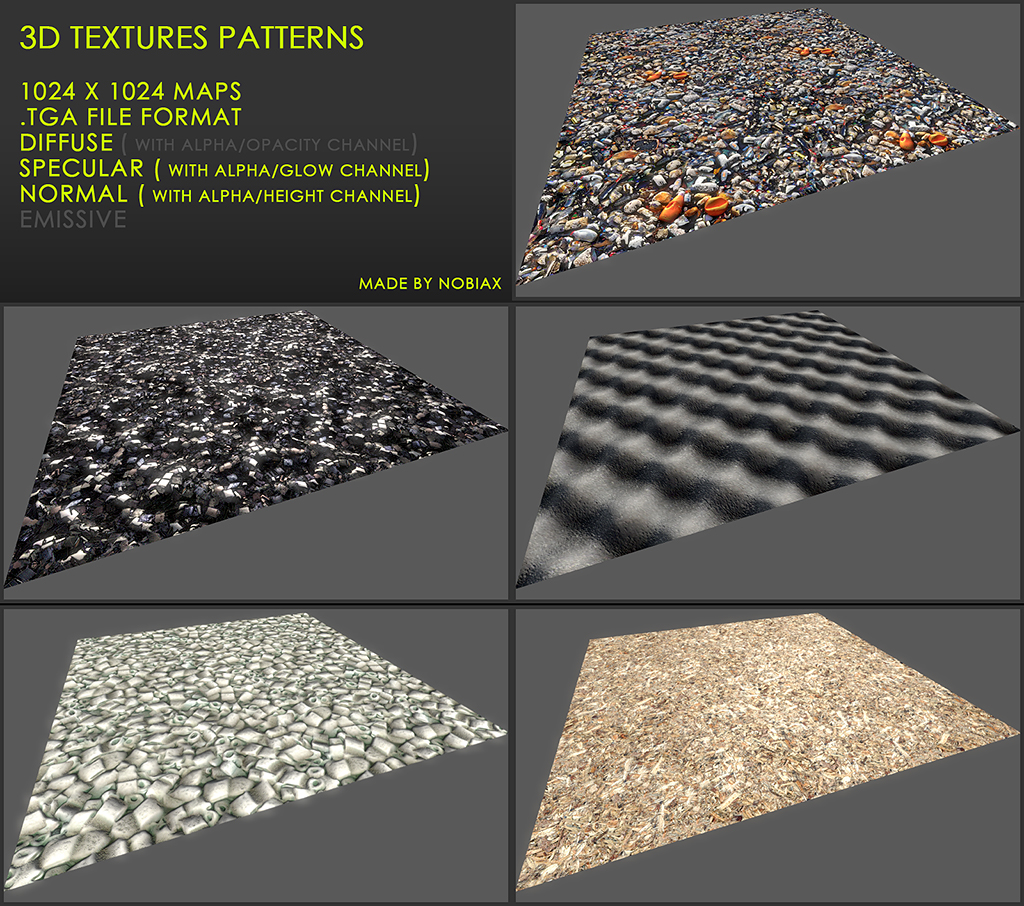 3D TEXTURES PATTERNS
1024 X 1024 MAPS
.TGA FILE FORMAT
DIFFUSE ( WITH ALPHA/OPACITY CHANNEL)
SPECULAR ( WITH ALPHA/GLOW CHANNEL)
NORMAL ( WITH ALPHA/HEIGHT CHANNEL)
EMISSIVE
MADE BY NOBIAX